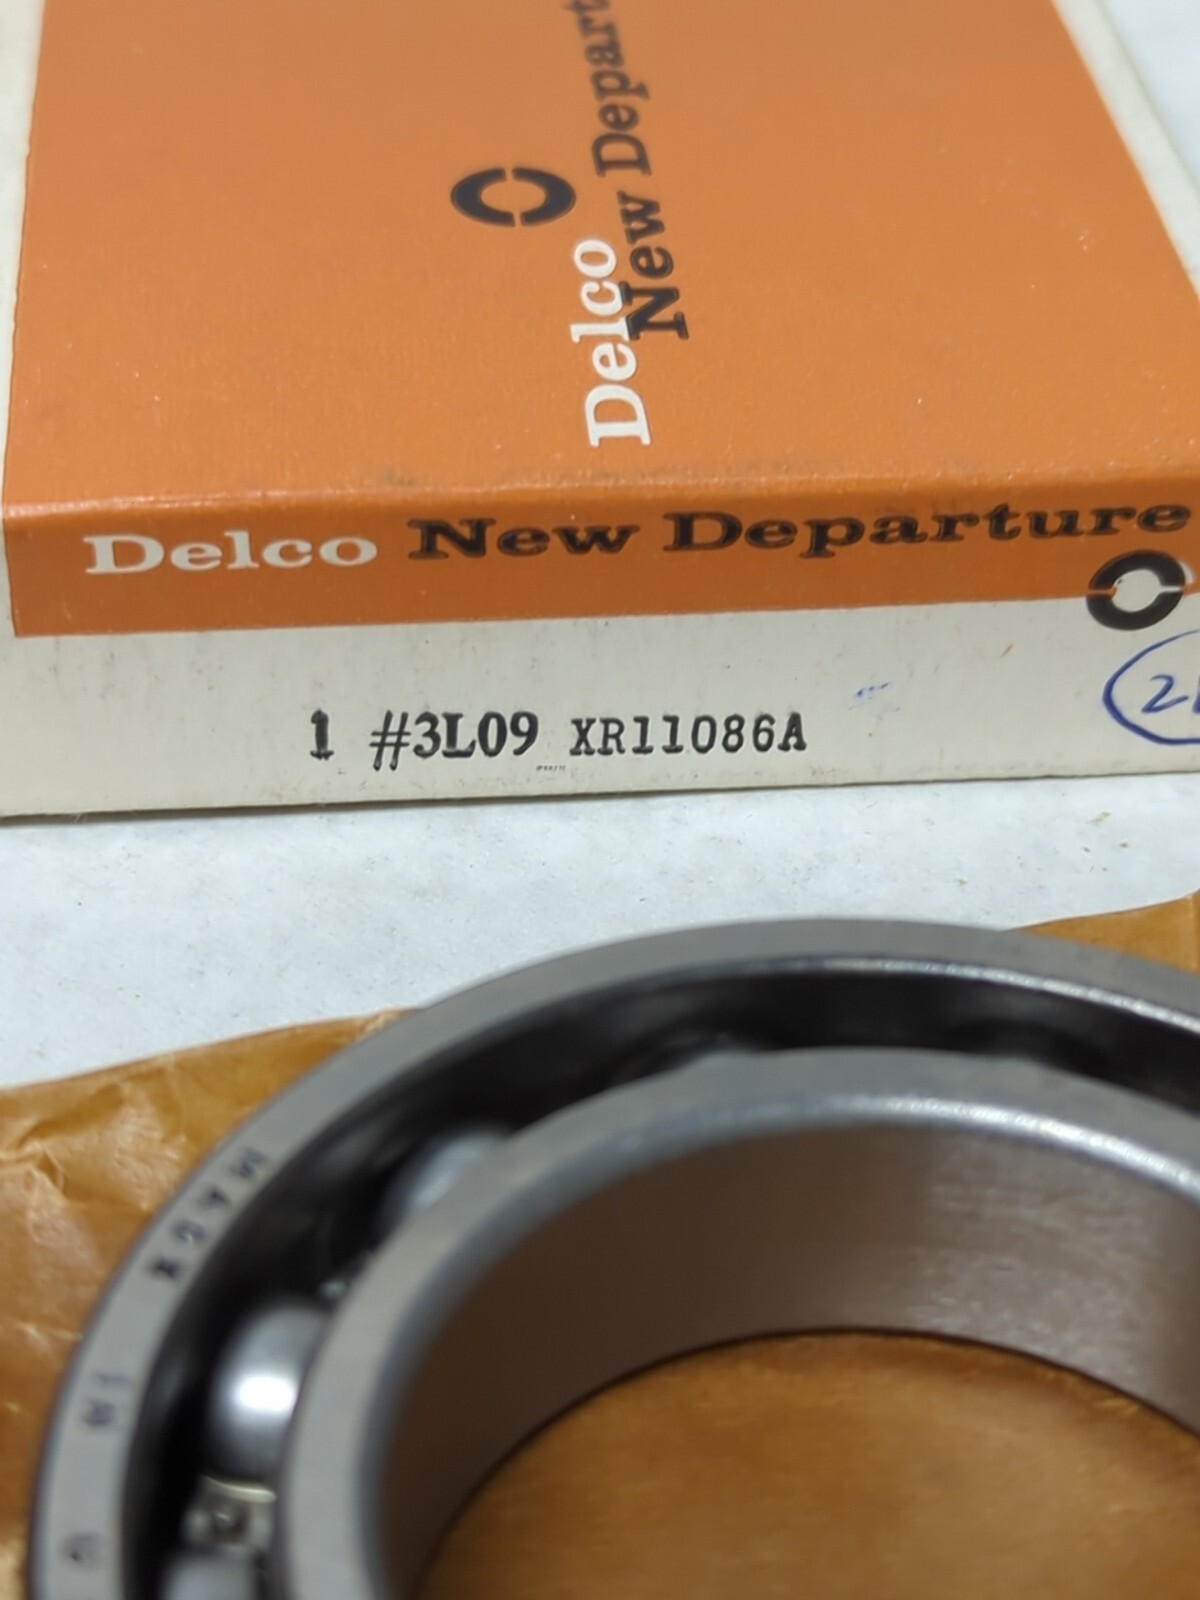 Delco
New Depart
Delco New Departure
1 #3L09 XR11086A